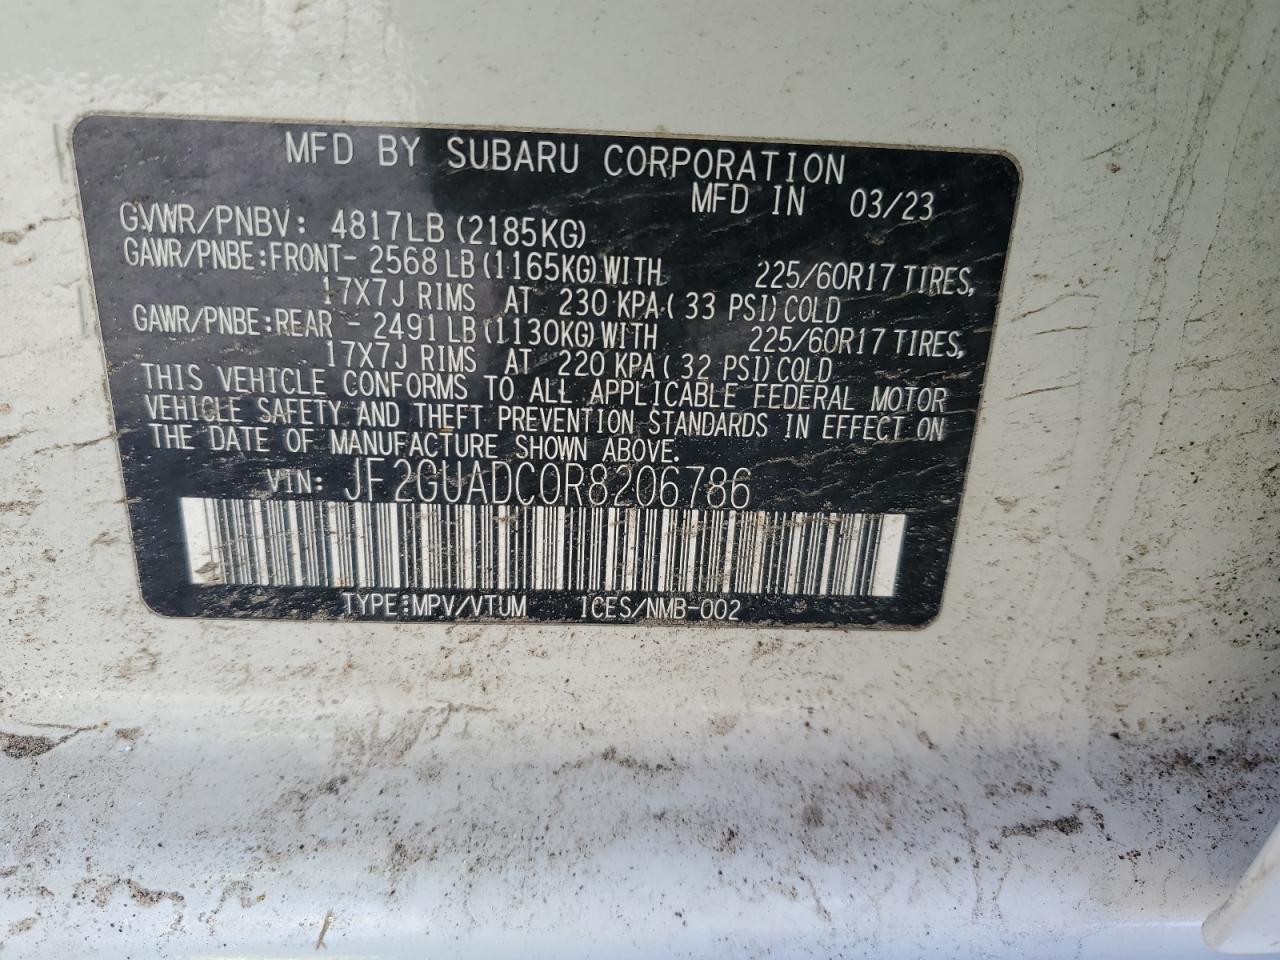 MFD BY SUBARU CORPORATION
MFD IN 03/23
GVWR/PNBV: 4817LB (2185KG)
GAWR/PNBE:FRONT- 2568 LB (1165KG) WITH 225/60R17 TIRES,
17X7J RIMS AT 230 KPA( 33 PSI) COLD
GAWR/PNBE:REAR - 2491 LB (1130KG) WITH 225/60R17 TIRES,
17X7J RIMS AT 220 KPA( 32 PSI) COLD
THIS VEHICLE CONFORMS TO ALL APPLICABLE FEDERAL MOTOR
VEHICLE SAFETY AND THEFT PREVENTION STANDARDS IN EFFECT ON
THE DATE OF MANUFACTURE SHOWN ABOVE.
VIN: JF2GUADC0R8206786
TYPE:MPV/VTUM ICES/NMB-002